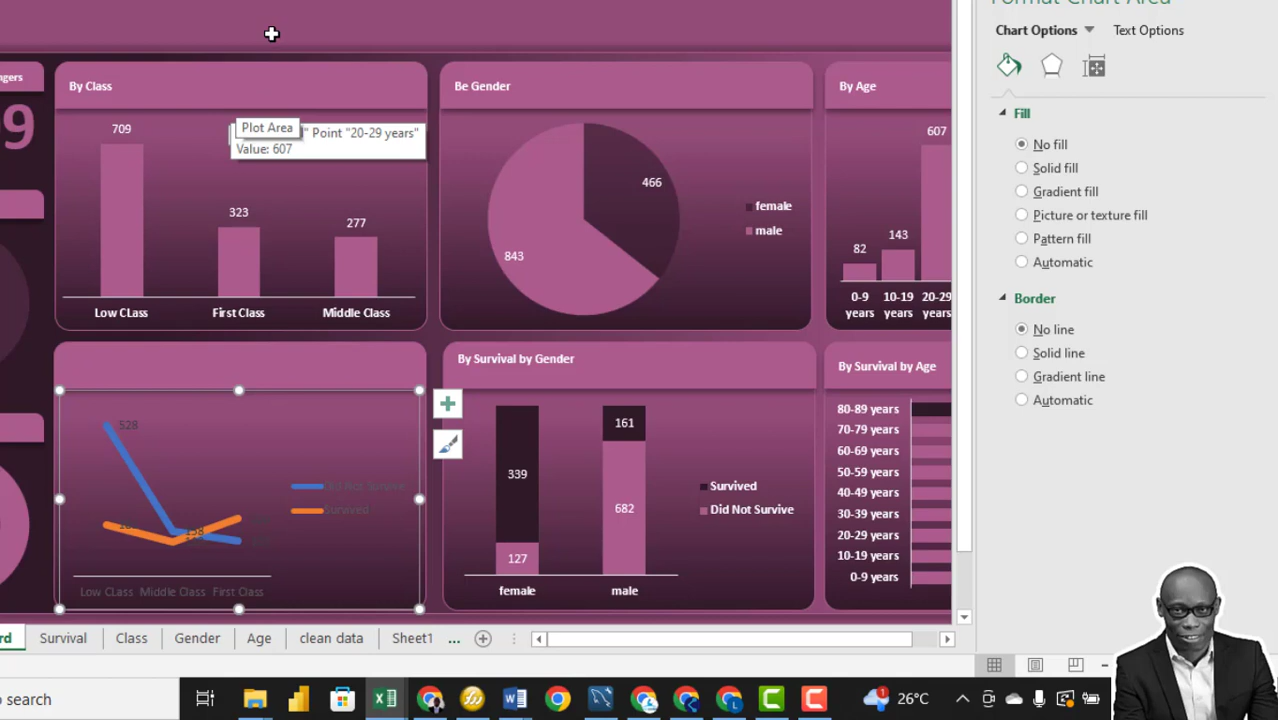 Format Chart Area
Chart Options
Text Options
Fill
No fill
Solid fill
Gradient fill
Picture or texture fill
Pattern fill
Automatic
Border
No line
Solid line
Gradient line
Automatic
ngers
9
By Class
709
Plot Area
" Point "20-29 years"
Value: 607
323
277
Low CLass
First Class
Middle Class
Be Gender
466
843
female
male
By Age
607
82
143
0-9 years
10-19 years
20-29 years
528
Did Not Survive
Survived
Low CLass
Middle Class
First Class
By Survival by Gender
339
127
161
682
Survived
Did Not Survive
female
male
By Survival by Age
80-89 years
70-79 years
60-69 years
50-59 years
40-49 years
30-39 years
20-29 years
10-19 years
0-9 years
rd
Survival
Class
Gender
Age
clean data
Sheet1
...
o search
26°C